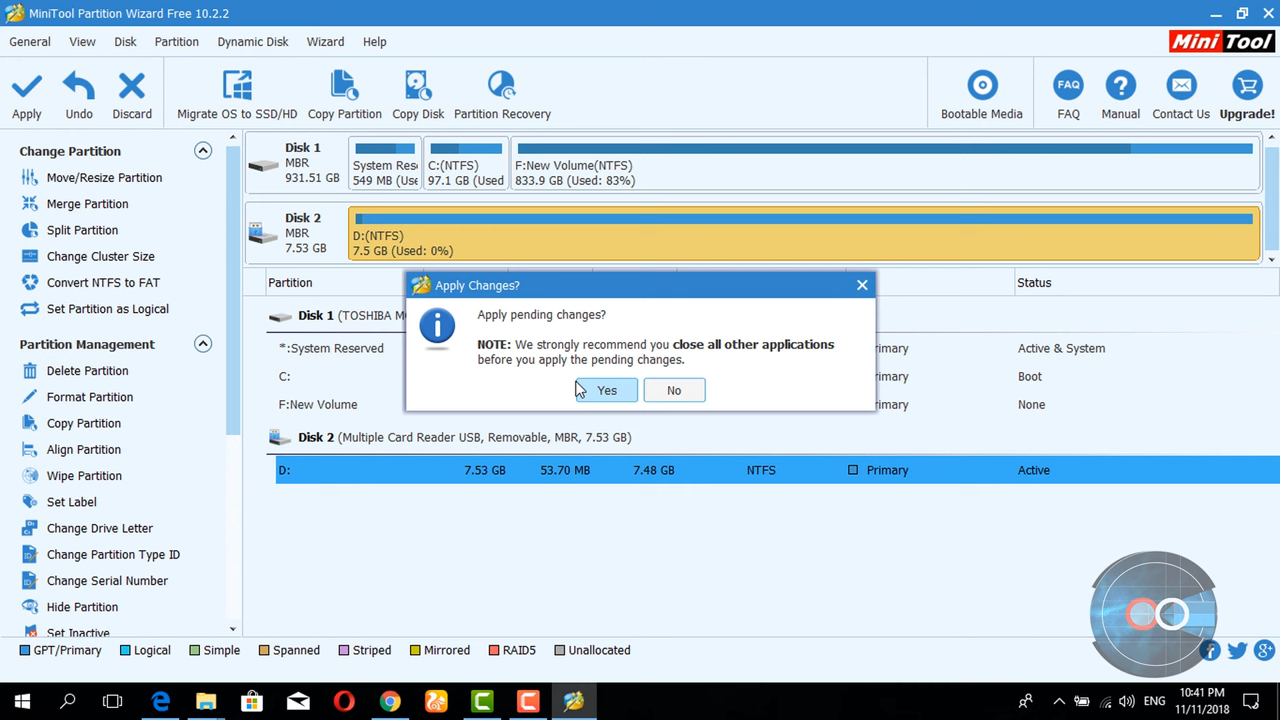 MiniTool Partition Wizard Free 10.2.2
General View Disk Partition Dynamic Disk Wizard Help
Mini Tool
Apply Undo Discard Migrate OS to SSD/HD Copy Partition Copy Disk Partition Recovery Bootable Media FAQ Manual Contact Us Upgrade!
FAQ
Change Partition
Move/Resize Partition
Merge Partition
Split Partition
Change Cluster Size
Convert NTFS to FAT
Set Partition as Logical
Partition Management
Delete Partition
Format Partition
Copy Partition
Align Partition
Wipe Partition
Set Label
Change Drive Letter
Change Partition Type ID
Change Serial Number
Hide Partition
Set Inactive
Disk 1
MBR
931.51 GB
System Res
549 MB (Use
C:(NTFS)
97.1 GB (Used
F:New Volume(NTFS)
833.9 GB (Used: 83%)
Disk 2
MBR
7.53 GB
D:(NTFS)
7.5 GB (Used: 0%)
Partition Status
Disk 1 (TOSHIBA M
*:System Reserved rimary Active & System
C: rimary Boot
F:New Volume rimary None
Disk 2 (Multiple Card Reader USB, Removable, MBR, 7.53 GB)
D: 7.53 GB 53.70 MB 7.48 GB NTFS Primary Active
Apply Changes?
Apply pending changes?
NOTE: We strongly recommend you close all other applications
before you apply the pending changes.
Yes No
GPT/Primary Logical Simple Spanned Striped Mirrored RAID5 Unallocated
ENG
10:41 PM
11/11/2018